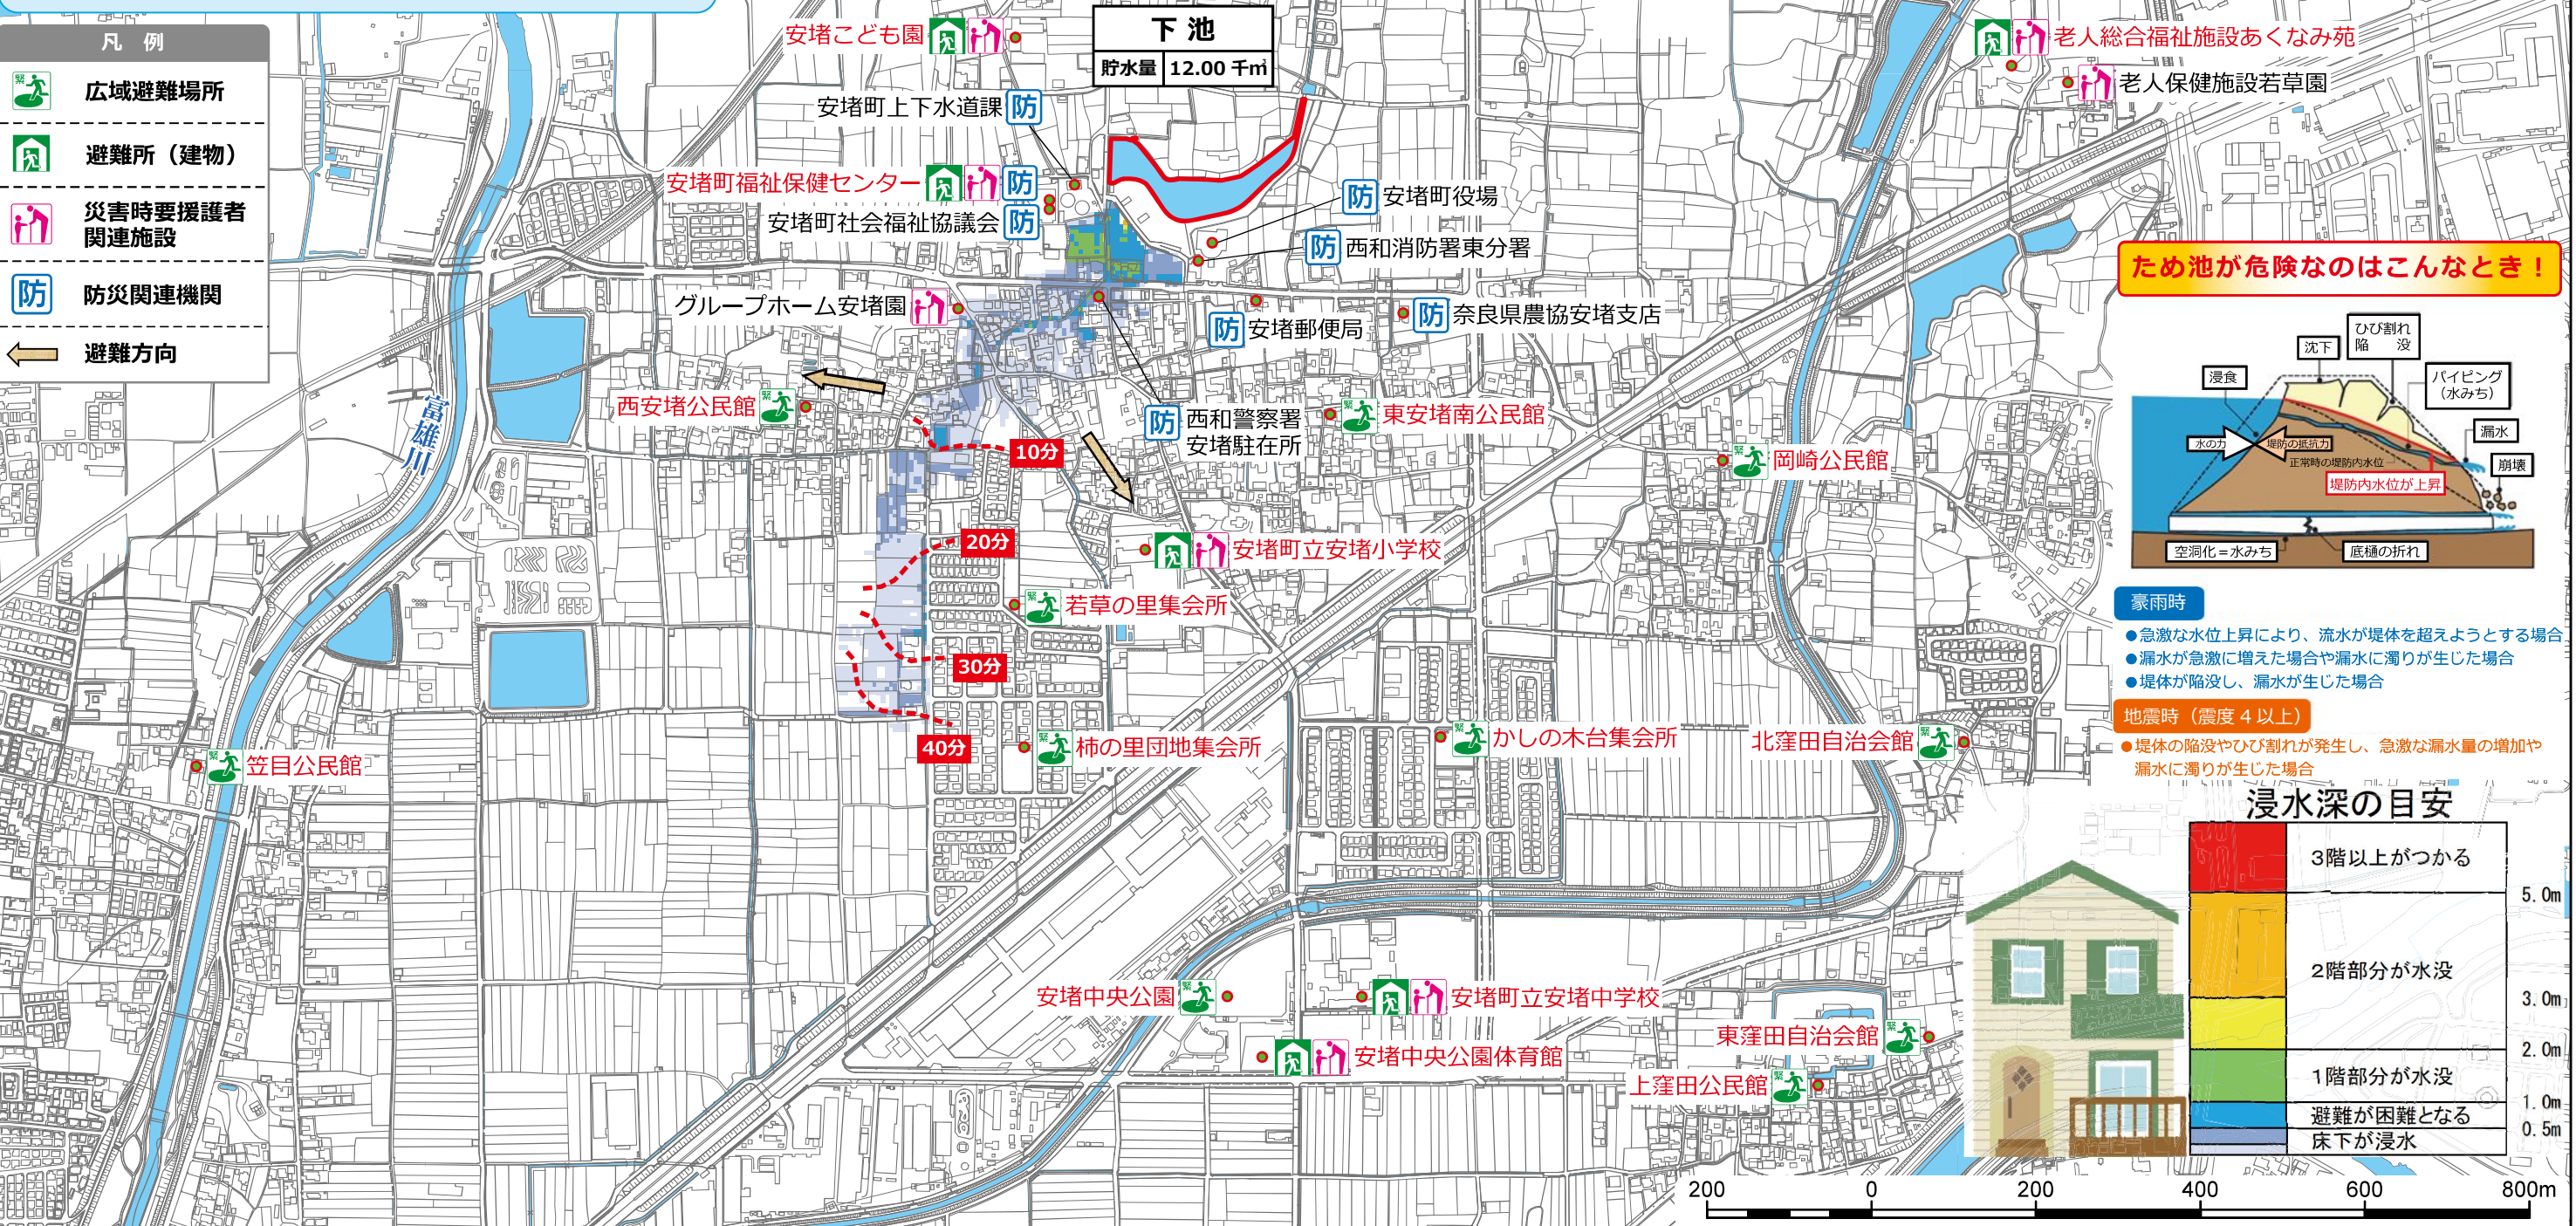 凡 例
広域避難場所
避難所（建物）
災害時要援護者
関連施設
防
防災関連機関
避難方向
下 池
貯水量 12.00 千㎥
安堵こども園
安堵町上下水道課 防
安堵町福祉保健センター 防
安堵町社会福祉協議会 防
防 安堵町役場
防 西和消防署東分署
グループホーム安堵園
防 安堵郵便局
防 奈良県農協安堵支店
老人総合福祉施設あくなみ苑
老人保健施設若草園
西安堵公民館 緊
防 西和警察署
安堵駐在所
緊 東安堵南公民館
緊 岡崎公民館
富雄川
10分
20分
30分
40分
安堵町立安堵小学校
緊 若草の里集会所
緊 柿の里団地集会所
緊 かしの木台集会所
北窪田自治会館 緊
緊 笠目公民館
安堵中央公園 緊
安堵町立安堵中学校
安堵中央公園体育館
東窪田自治会館 緊
上窪田公民館 緊
ため池が危険なのはこんなとき！
沈下
ひび割れ
陥 没
浸食
パイピング
（水みち）
漏水
水の力
堤防の抵抗力
正常時の堤防内水位
崩壊
堤防内水位が上昇
空洞化＝水みち
底樋の折れ
豪雨時
●急激な水位上昇により、流水が堤体を超えようとする場合
●漏水が急激に増えた場合や漏水に濁りが生じた場合
●堤体が陥没し、漏水が生じた場合
地震時（震度４以上）
●堤体の陥没やひび割れが発生し、急激な漏水量の増加や
漏水に濁りが生じた場合
浸水深の目安
3階以上がつかる
5.0m
2階部分が水没
3.0m
2.0m
1階部分が水没
1.0m
避難が困難となる
0.5m
床下が浸水
200 0 200 400 600 800m